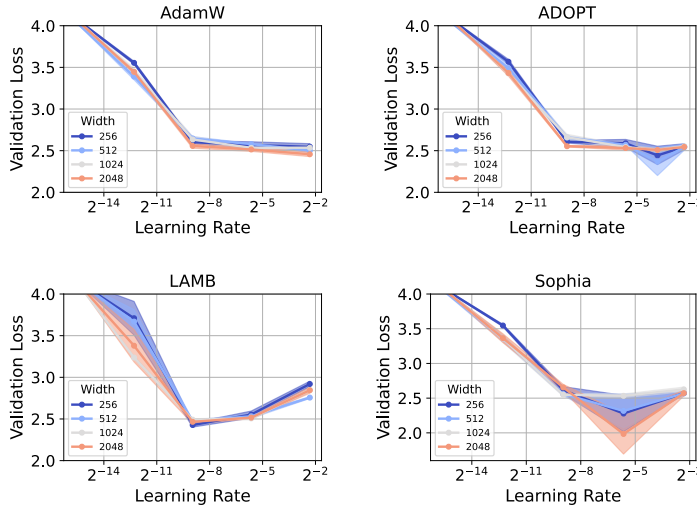 AdamW
Validation Loss
4.0
3.5
3.0
2.5
2.0
Width
256
512
1024
2048
2⁻¹⁴ 2⁻¹¹ 2⁻⁸ 2⁻⁵ 2⁻²
Learning Rate
ADOPT
Validation Loss
4.0
3.5
3.0
2.5
2.0
Width
256
512
1024
2048
2⁻¹⁴ 2⁻¹¹ 2⁻⁸ 2⁻⁵
Learning Rate
LAMB
Validation Loss
4.0
3.5
3.0
2.5
2.0
Width
256
512
1024
2048
2⁻¹⁴ 2⁻¹¹ 2⁻⁸ 2⁻⁵ 2⁻²
Learning Rate
Sophia
Validation Loss
4.0
3.5
3.0
2.5
2.0
Width
256
512
1024
2048
2⁻¹⁴ 2⁻¹¹ 2⁻⁸ 2⁻⁵
Learning Rate